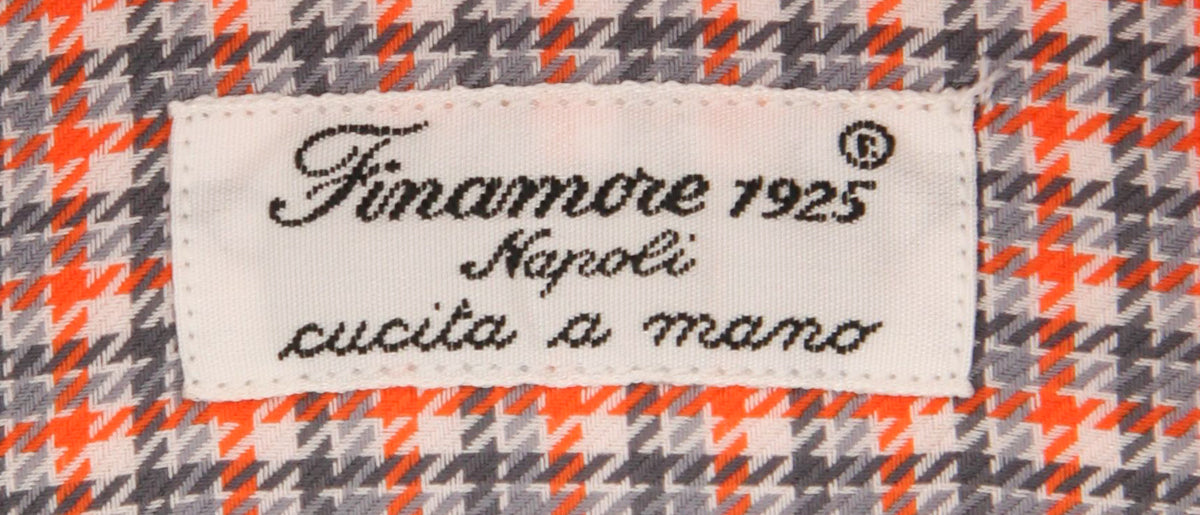 Finamore 1925®
Napoli
cucita a mano